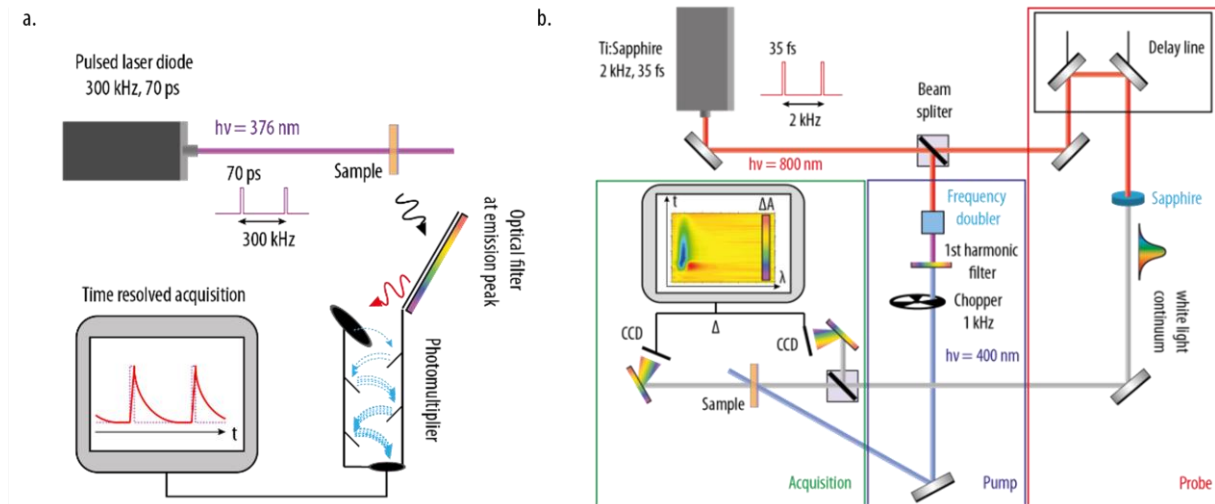 a.
Pulsed laser diode
300 kHz, 70 ps
hν = 376 nm
Sample
70 ps
300 kHz
Optical filter
at emission peak
Time resolved acquisition
Photomultiplier
t
b.
Ti:Sapphire
2 kHz, 35 fs
35 fs
2 kHz
Beam
spliter
Delay line
hν = 800 nm
t
ΔA
λ
Δ
CCD
CCD
Sample
Frequency
doubler
1st harmonic
filter
Chopper
1 kHz
hν = 400 nm
Sapphire
white light
continuum
Acquisition
Pump
Probe